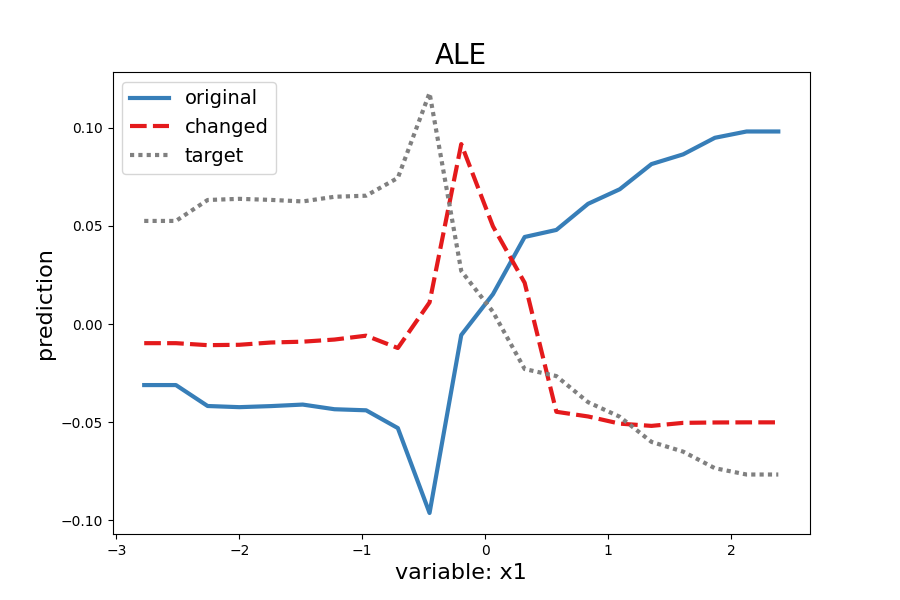 ALE
original
changed
target
0.10
0.05
0.00
−0.05
−0.10
prediction
−3
−2
−1
0
1
2
variable: x1